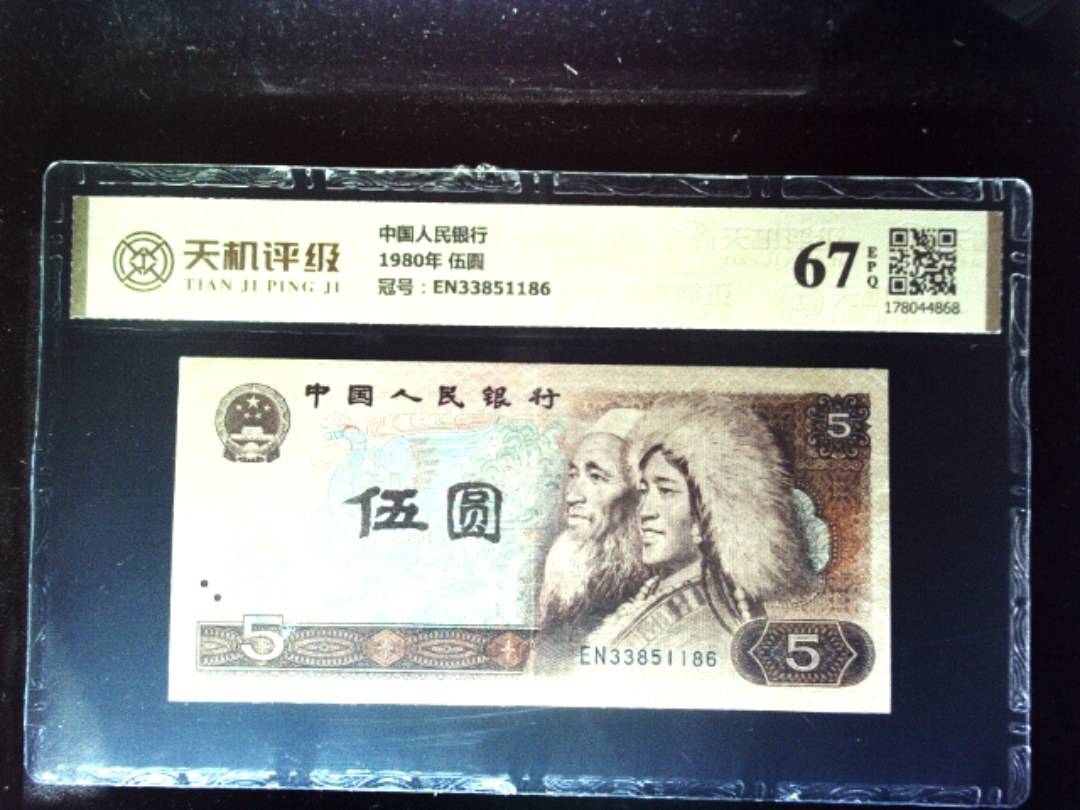 天机评级
TIAN JI PING JI
中国人民银行
1980年 伍圆
冠号：EN33851186
67
EPQ
178044868
中国人民银行
5
伍圆
5
EN33851186
5